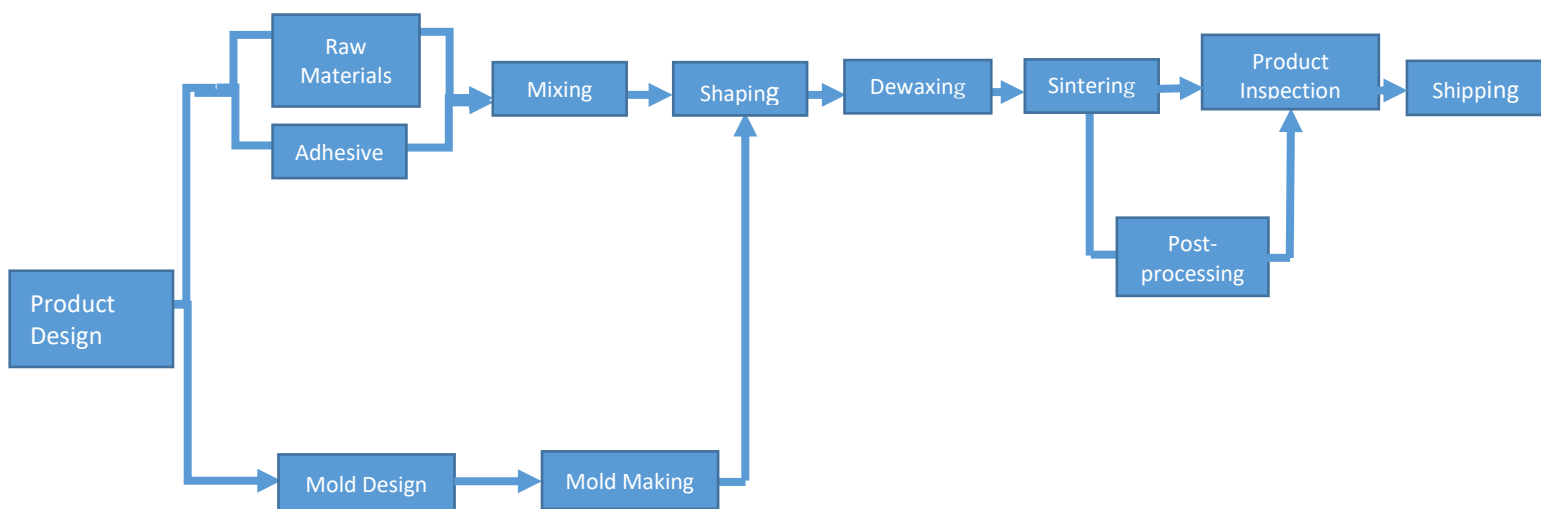 Raw
Materials
Adhesive
Mixing
Shaping
Dewaxing
Sintering
Product
Inspection
Shipping
Post-
processing
Product
Design
Mold Design
Mold Making